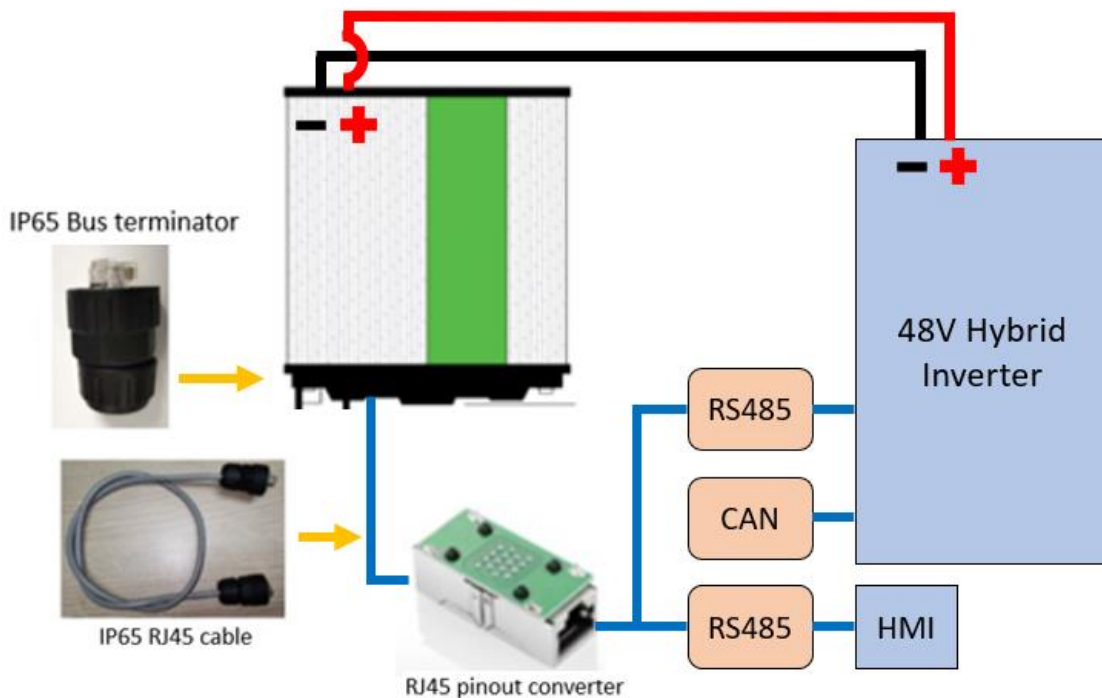 − +
− +
IP65 Bus terminator
48V Hybrid
Inverter
RS485
CAN
IP65 RJ45 cable
RS485
HMI
RJ45 pinout converter